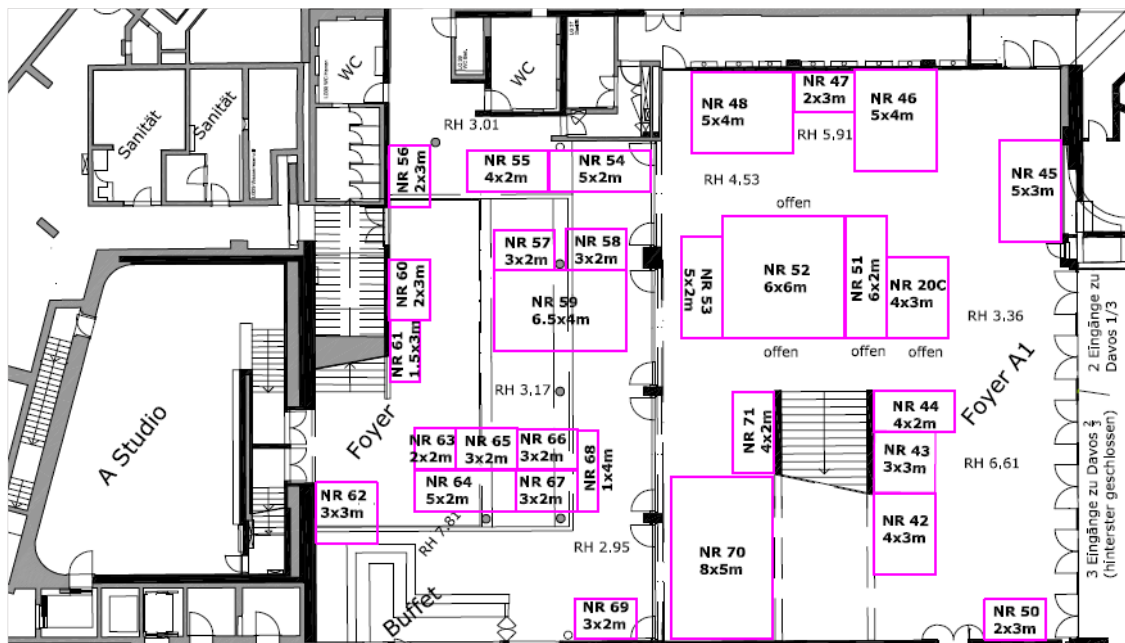 WC
WC
Sanität
Sanität
RH 3.01
NR 56
2x3m
NR 55
4x2m
NR 54
5x2m
NR 48
5x4m
NR 47
2x3m
NR 46
5x4m
RH 5,91
NR 45
5x3m
RH 4,53
offen
NR 57
3x2m
NR 58
3x2m
NR 59
6.5x4m
NR 60
2x3m
NR 61
1.5x3m
NR 53
5x2m
NR 52
6x6m
NR 51
6x2m
NR 20C
4x3m
RH 3,36
offen
offen
offen
2 Eingänge zu
Davos 1/3
/
3 Eingänge zu Davos 2/3
(hinterster geschlossen)
A Studio
Foyer
RH 3,17
NR 63
2x2m
NR 65
3x2m
NR 66
3x2m
NR 68
1x4m
NR 64
5x2m
NR 67
3x2m
NR 62
3x3m
RH 7.81
RH 2.95
Buffet
NR 69
3x2m
NR 71
4x2m
NR 44
4x2m
Foyer A1
NR 43
3x3m
RH 6,61
NR 42
4x3m
NR 70
8x5m
NR 50
2x3m